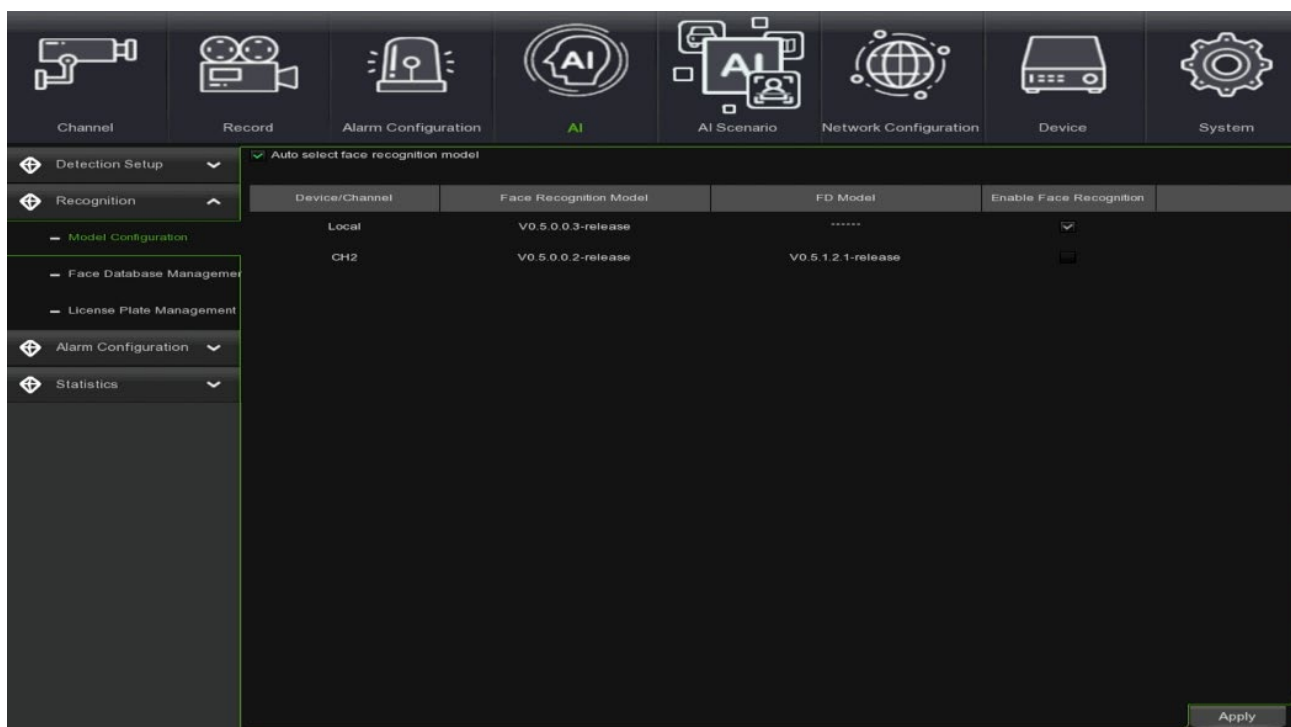 AI
AI
Channel Record Alarm Configuration AI AI Scenario Network Configuration Device System
Detection Setup
Recognition
Model Configuration
Face Database Managemer
License Plate Management
Alarm Configuration
Statistics
Auto select face recognition model
Device/Channel Face Recognition Model FD Model Enable Face Recognition
Local V0.5.0.0.3-release ------
CH2 V0.5.0.0.2-release V0.5.1.2.1-release
Apply